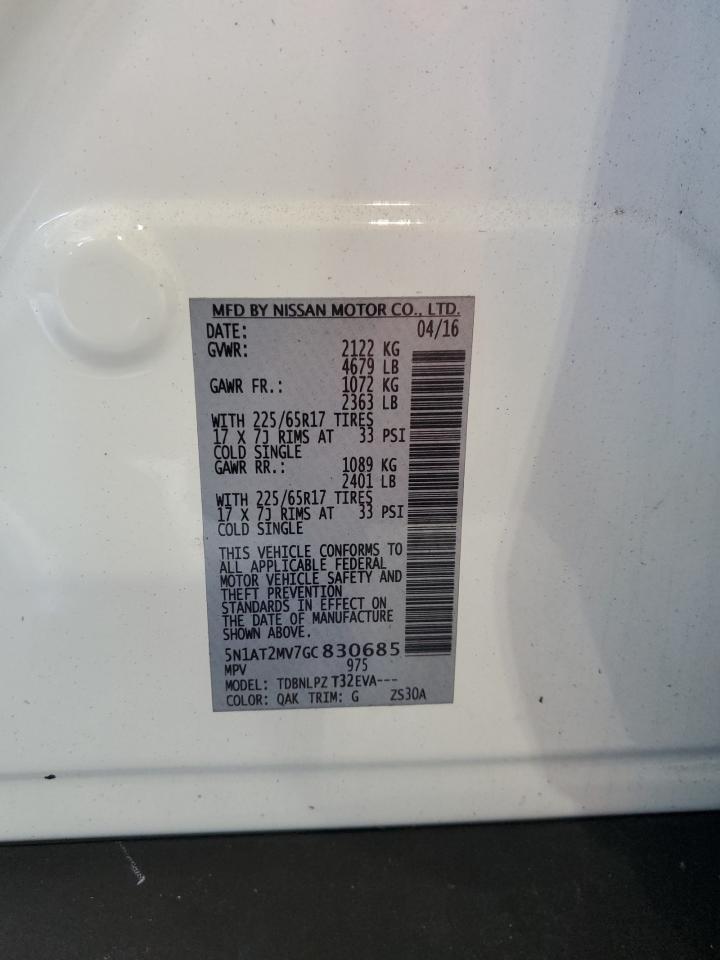 MFD BY NISSAN MOTOR CO., LTD.
DATE: 04/16
GVWR: 2122 KG
4679 LB
GAWR FR.: 1072 KG
2363 LB
WITH 225/65R17 TIRES
17 X 7J RIMS AT 33 PSI
COLD SINGLE
GAWR RR.: 1089 KG
2401 LB
WITH 225/65R17 TIRES
17 X 7J RIMS AT 33 PSI
COLD SINGLE
THIS VEHICLE CONFORMS TO
ALL APPLICABLE FEDERAL
MOTOR VEHICLE SAFETY AND
THEFT PREVENTION
STANDARDS IN EFFECT ON
THE DATE OF MANUFACTURE
SHOWN ABOVE.
5N1AT2MV7GC830685
MPV 975
MODEL: TDBNLPZ T32EVA---
COLOR: QAK TRIM: G ZS30A